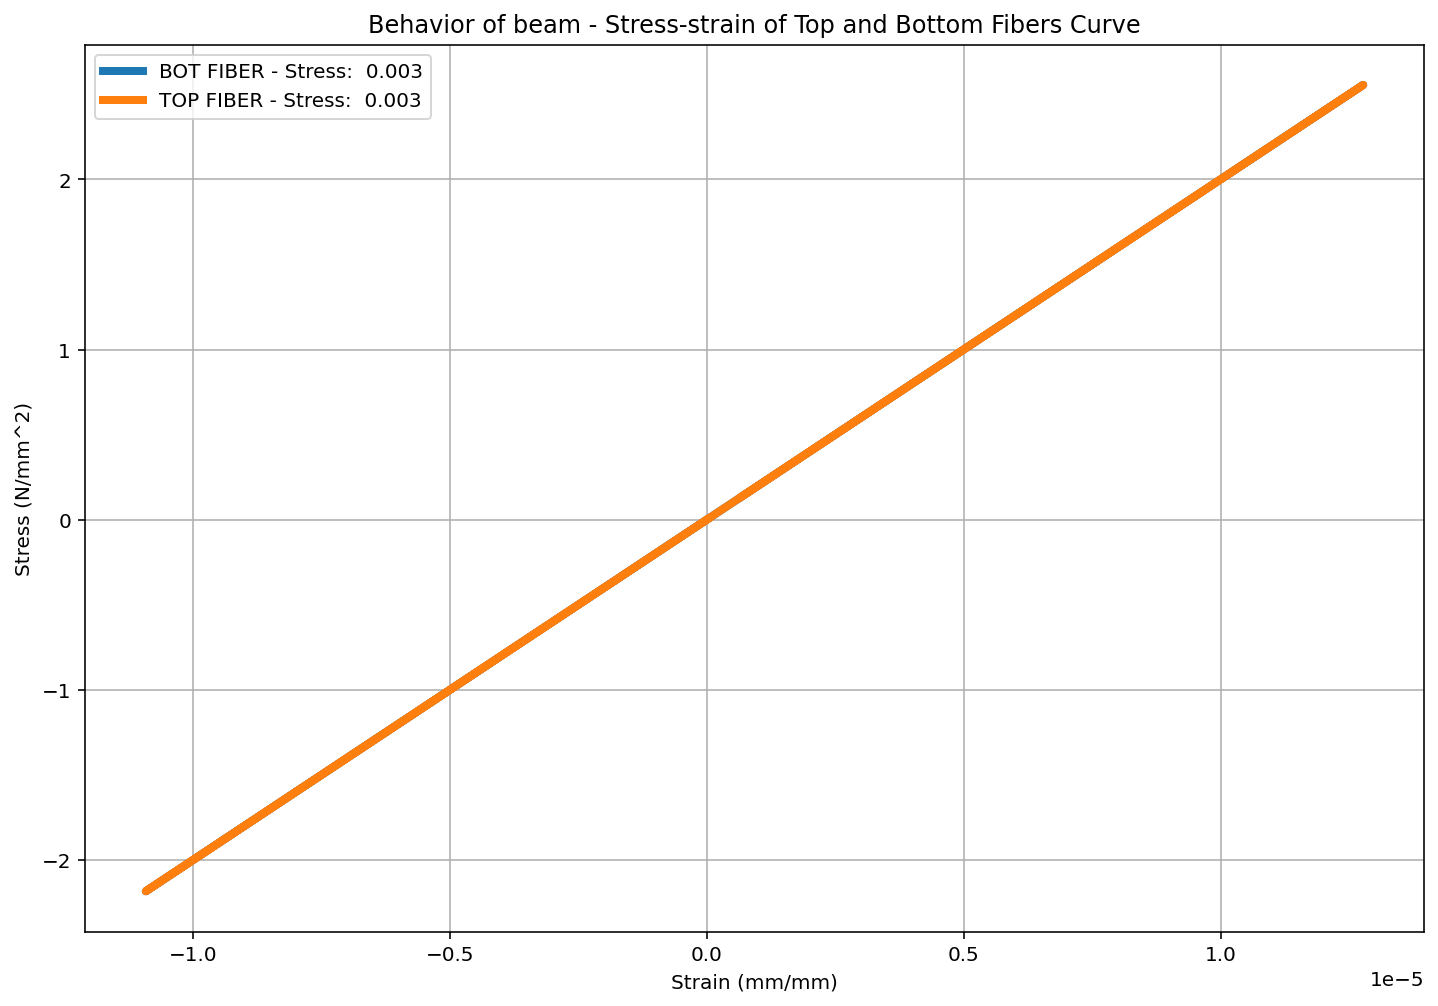 Behavior of beam - Stress-strain of Top and Bottom Fibers Curve
BOT FIBER - Stress:  0.003
TOP FIBER - Stress:  0.003
Stress (N/mm^2)
2
1
0
−1
−2
−1.0
−0.5
0.0
0.5
1.0
1e−5
Strain (mm/mm)